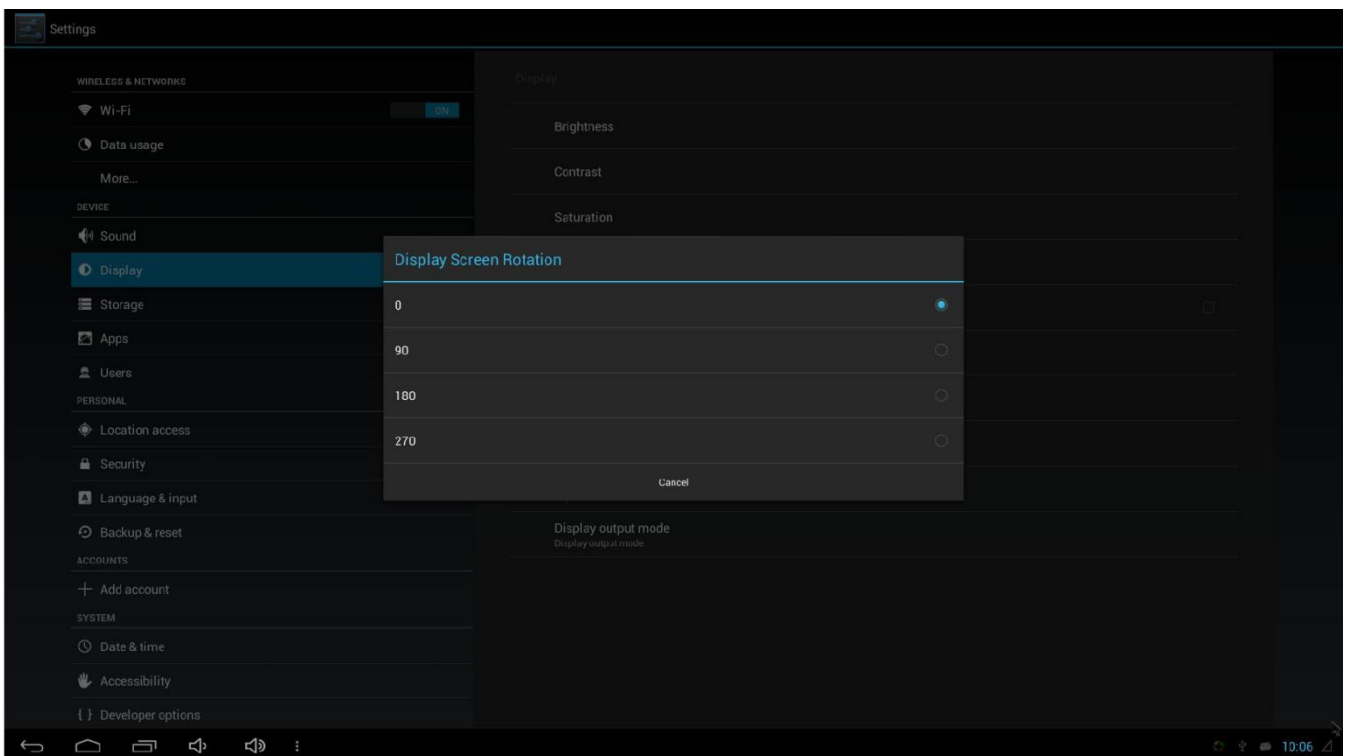 Settings
WIRELESS & NETWORKS
Wi-Fi
ON
Data usage
More...
DEVICE
Sound
Display
Storage
Apps
Users
PERSONAL
Location access
Security
Language & input
Backup & reset
ACCOUNTS
Add account
SYSTEM
Date & time
Accessibility
{ } Developer options
Display
Brightness
Contrast
Saturation
Display Screen Rotation
0
90
180
270
Cancel
Display output mode
Display output mode
10:06